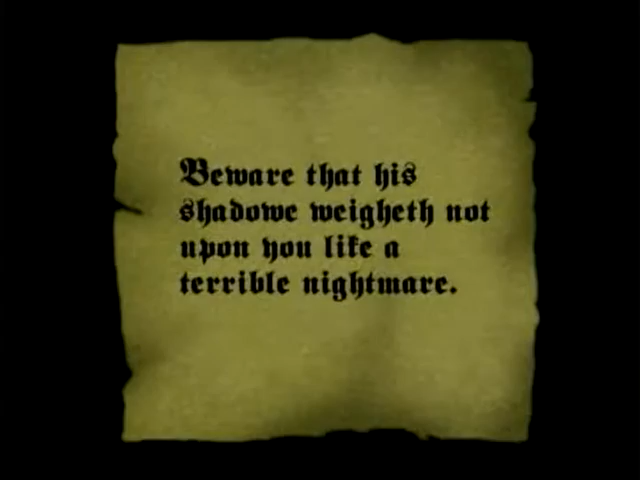 Beware that his
shadowe weigheth not
upon you like a
terrible nightmare.